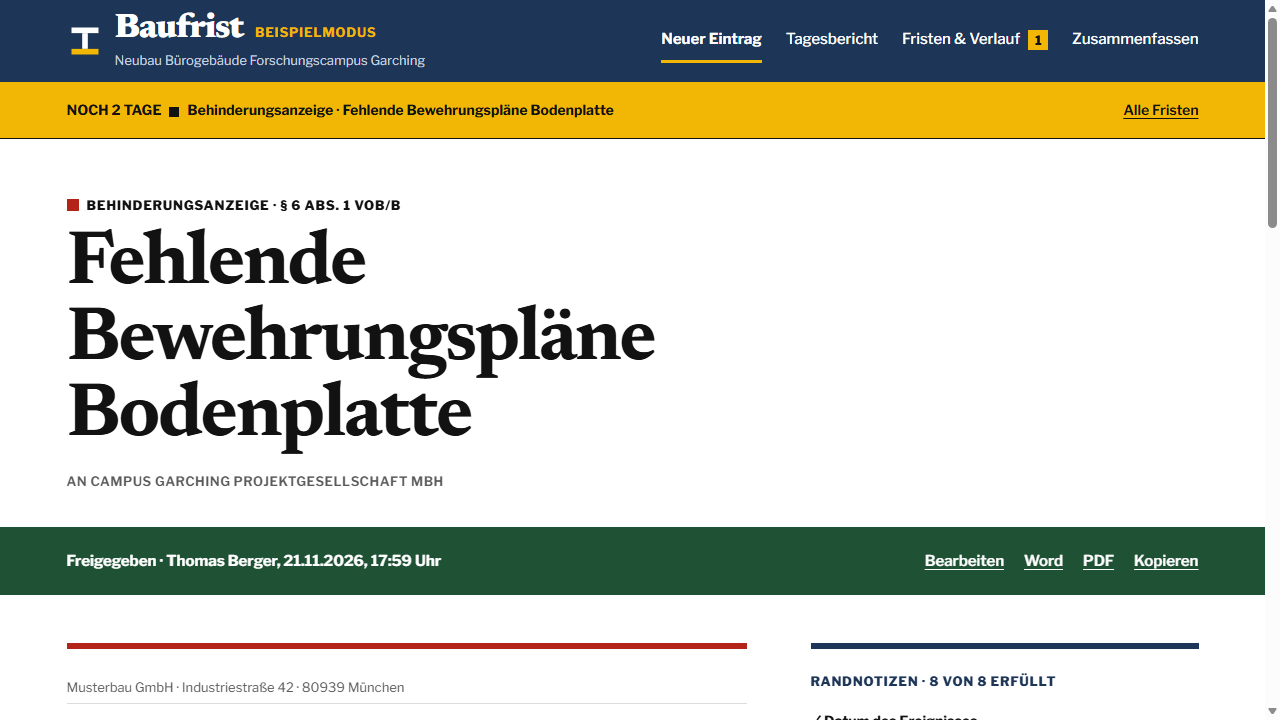 Baufrist BEISPIELMODUS
Neubau Bürogebäude Forschungscampus Garching
Neuer Eintrag Tagesbericht Fristen & Verlauf 1 Zusammenfassen
NOCH 2 TAGE ■ Behinderungsanzeige · Fehlende Bewehrungspläne Bodenplatte
Alle Fristen
BEHINDERUNGSANZEIGE · § 6 ABS. 1 VOB/B
Fehlende
Bewehrungspläne
Bodenplatte
AN CAMPUS GARCHING PROJEKTGESELLSCHAFT MBH
Freigegeben · Thomas Berger, 21.11.2026, 17:59 Uhr
Bearbeiten Word PDF Kopieren
Musterbau GmbH · Industriestraße 42 · 80939 München
RANDNOTIZEN · 8 VON 8 ERFÜLLT
✓ Datum des Ereignisses